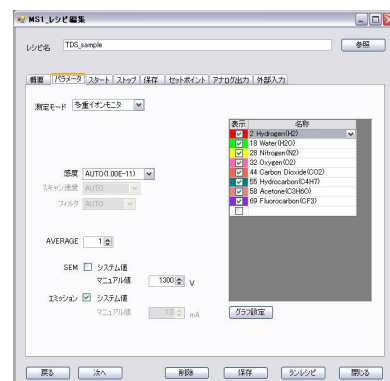 MS1_レシピ編集
レシピ名 TDS_sample 参照
概要 パラメータ スタート ストップ 保存 セットポイント アナログ出力 外部入力
測定モード 多重イオンモニタ
表示 名称
2 Hydrogen(H2)
18 Water(H2O)
28 Nitrogen(N2)
32 Oxygen(O2)
44 Carbon Dioxide(CO2)
55 Hydrocarbon(C4H7)
58 Acetone(C3H6O)
69 Fluorocarbon(CF3)
感度 AUTO(1.00E-11)
スキャン速度 AUTO
フィルタ AUTO
AVERAGE 1
SEM システム値
マニュアル値 1300 V
エミッション システム値
マニュアル値 1.0 mA
グラフ設定
戻る 次へ 削除 保存 ランレシピ 閉じる